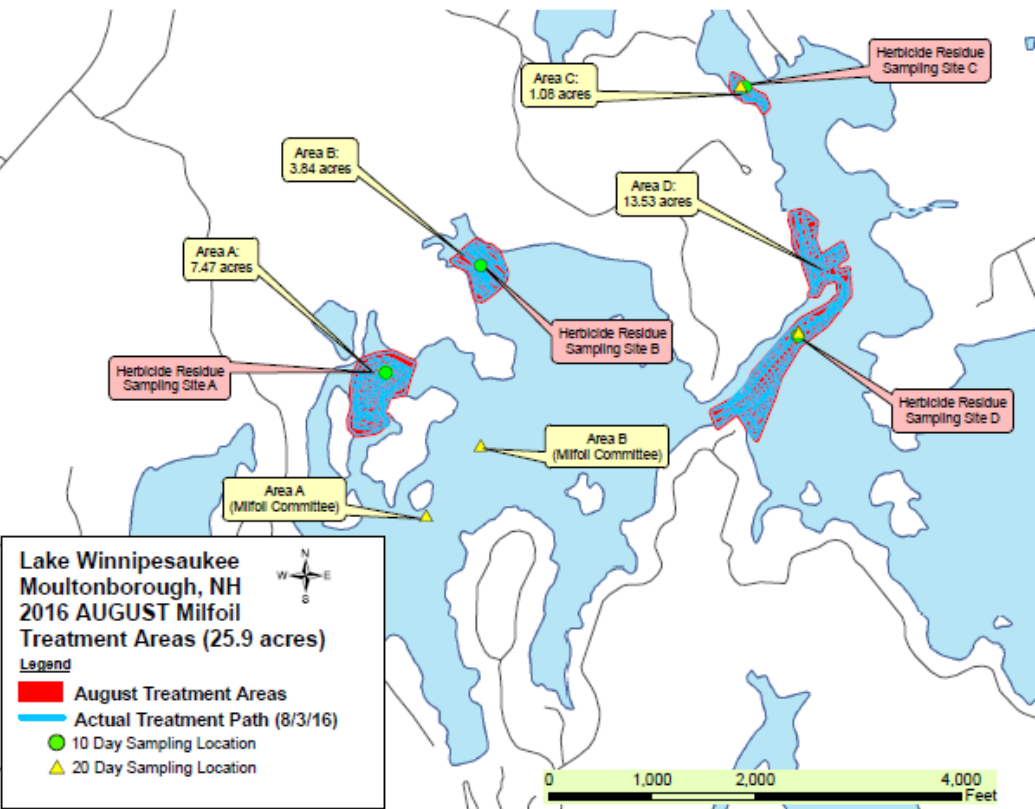 Herbicide Residue
Sampling Site C
Area C:
1.08 acres
Area B:
3.84 acres
Area D:
13.53 acres
Area A:
7.47 acres
Herbicide Residue
Sampling Site B
Herbicide Residue
Sampling Site A
Herbicide Residue
Sampling Site D
Area B
(Milfoil Committee)
Area A
(Milfoil Committee)
Lake Winnipesaukee
Moultonborough, NH
2016 AUGUST Milfoil
Treatment Areas (25.9 acres)
N
W E
S
Legend
August Treatment Areas
Actual Treatment Path (8/3/16)
10 Day Sampling Location
20 Day Sampling Location
0 1,000 2,000 4,000
Feet